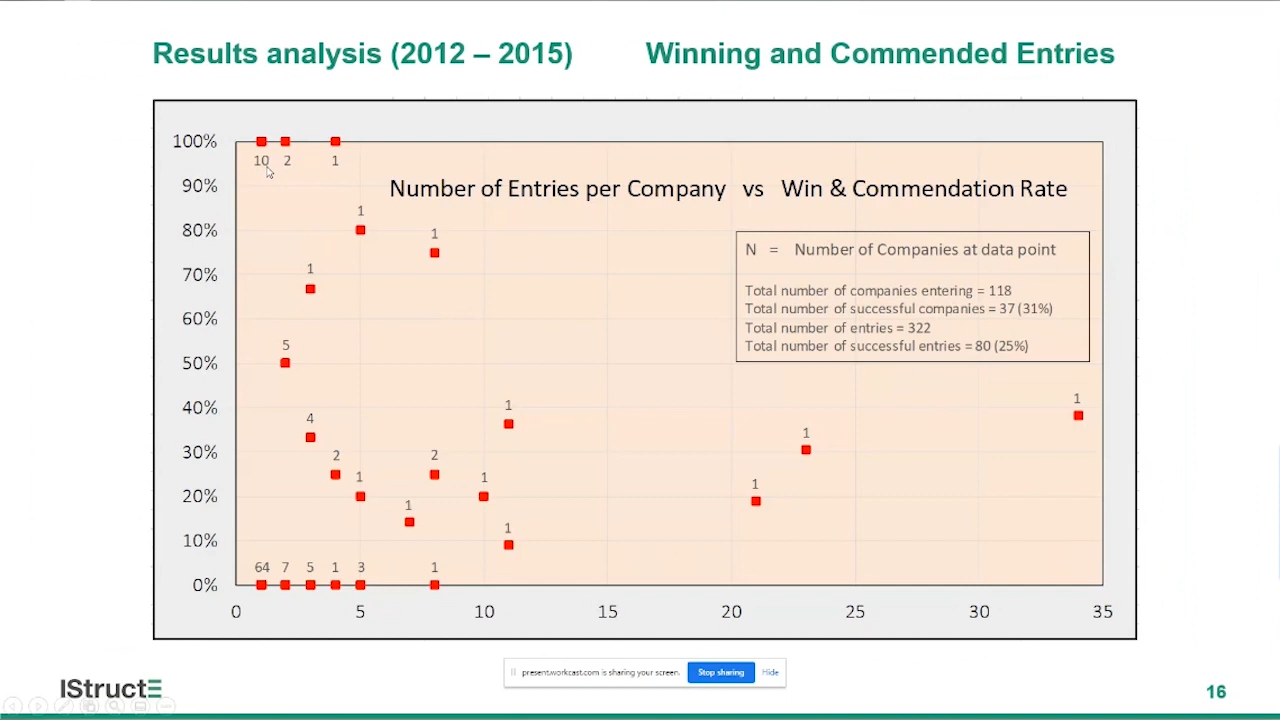 Results analysis (2012 – 2015) Winning and Commended Entries
100%
10 2 1
90%
Number of Entries per Company vs Win & Commendation Rate
1
80%
1
N = Number of Companies at data point
1
70%
Total number of companies entering = 118
Total number of successful companies = 37 (31%)
60%
Total number of entries = 322
Total number of successful entries = 80 (25%)
5
50%
1
1
40%
4
1
30%
2
2
1
1
1
20%
1
1
10%
64 7 5 1 3 1
0%
0 5 10 15 20 25 30 35
present.workcast.com is sharing your screen. Stop sharing Hide
IStructE
16